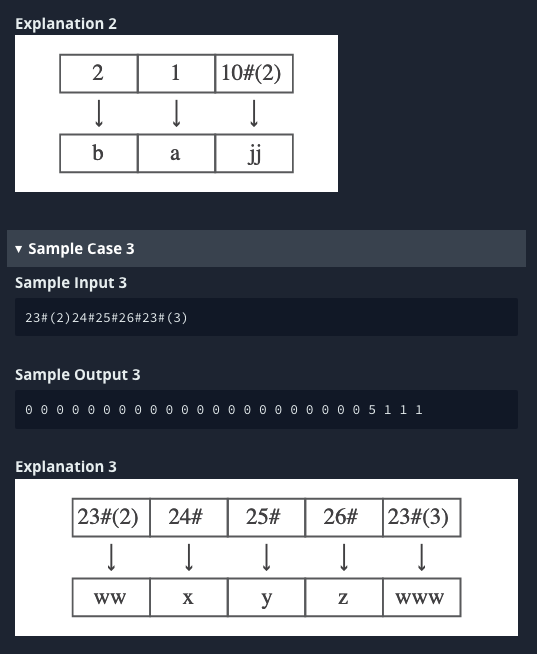 Explanation 2
2 1 10#(2)
b a jj
▾ Sample Case 3
Sample Input 3
23#(2)24#25#26#23#(3)
Sample Output 3
0 0 0 0 0 0 0 0 0 0 0 0 0 0 0 0 0 0 0 0 0 0 5 1 1 1
Explanation 3
23#(2) 24# 25# 26# 23#(3)
ww x y z www